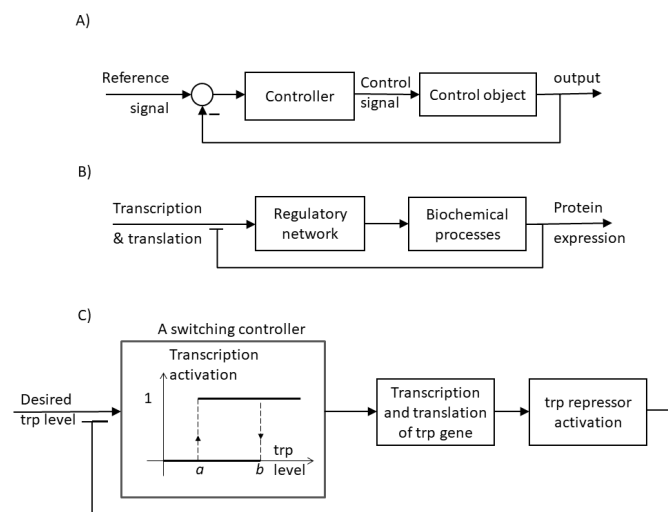 A)
Reference
signal
Controller
Control
signal
Control object
output
B)
Transcription
& translation
Regulatory
network
Biochemical
processes
Protein
expression
C)
A switching controller
Desired
trp level
Transcription
activation
1
a
b
trp
level
Transcription
and translation
of trp gene
trp repressor
activation